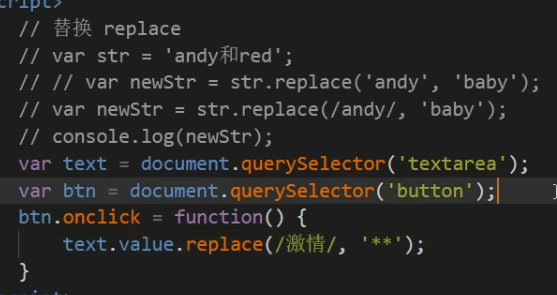 script>
// 替换 replace
// var str = 'andy和red';
// // var newStr = str.replace('andy', 'baby');
// var newStr = str.replace(/andy/, 'baby');
// console.log(newStr);
var text = document.querySelector('textarea');
var btn = document.querySelector('button');
btn.onclick = function() {
text.value.replace(/激情/, '**');
}